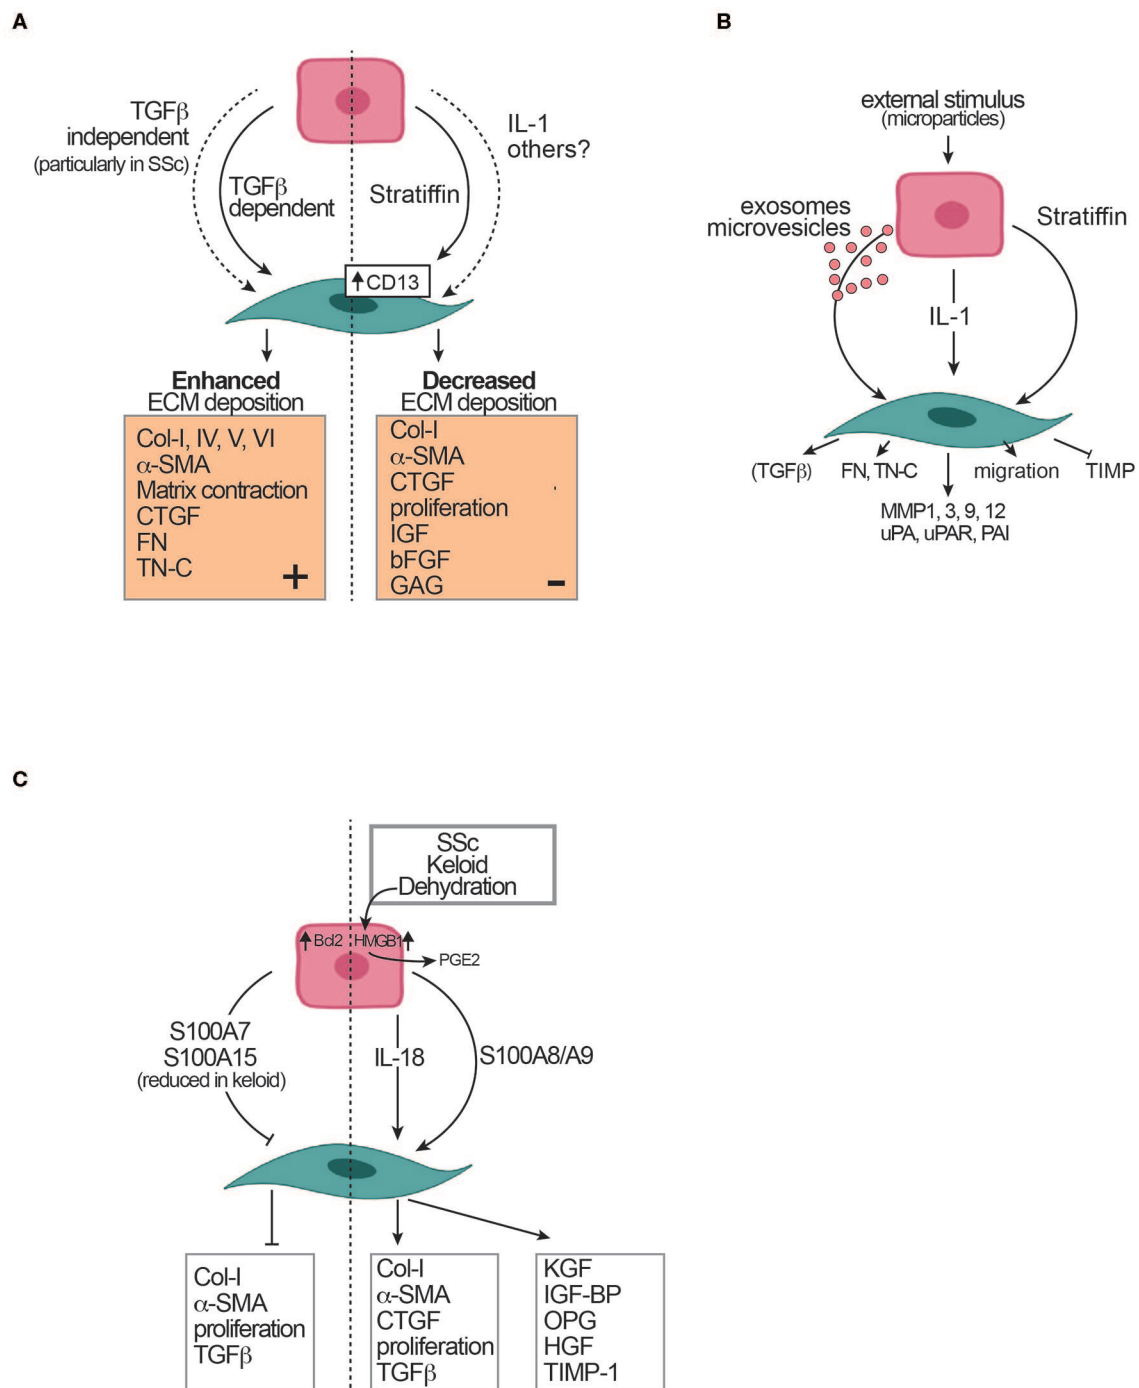 A
TGFβ
independent
(particularly in SSc)
TGFβ
dependent
Stratiffin
IL-1
others?
CD13
Enhanced
ECM deposition
Col-I, IV, V, VI
α-SMA
Matrix contraction
CTGF
FN
TN-C
+
Decreased
ECM deposition
Col-I
α-SMA
CTGF
proliferation
IGF
bFGF
GAG
-
B
external stimulus
(microparticles)
exosomes
microvesicles
Stratiffin
IL-1
(TGFβ)
FN, TN-C
migration
TIMP
MMP1, 3, 9, 12
uPA, uPAR, PAI
C
SSc
Keloid
Dehydration
Bcl2
HMGB1
PGE2
S100A7
S100A15
(reduced in keloid)
IL-18
S100A8/A9
Col-I
α-SMA
proliferation
TGFβ
Col-I
α-SMA
CTGF
proliferation
TGFβ
KGF
IGF-BP
OPG
HGF
TIMP-1